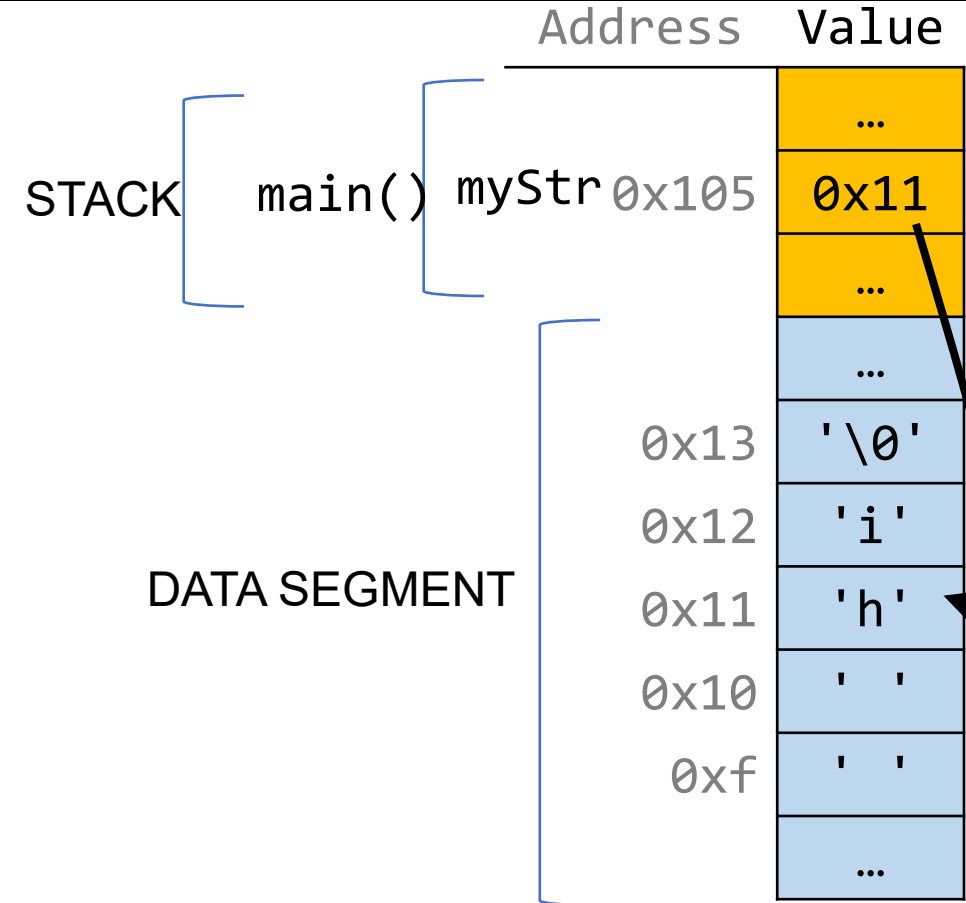 Address Value
…
STACK main() myStr 0x105 0x11
…
…
0x13 '\0'
0x12 'i'
DATA SEGMENT
0x11 'h'
0x10 ' '
0xf ' '
…